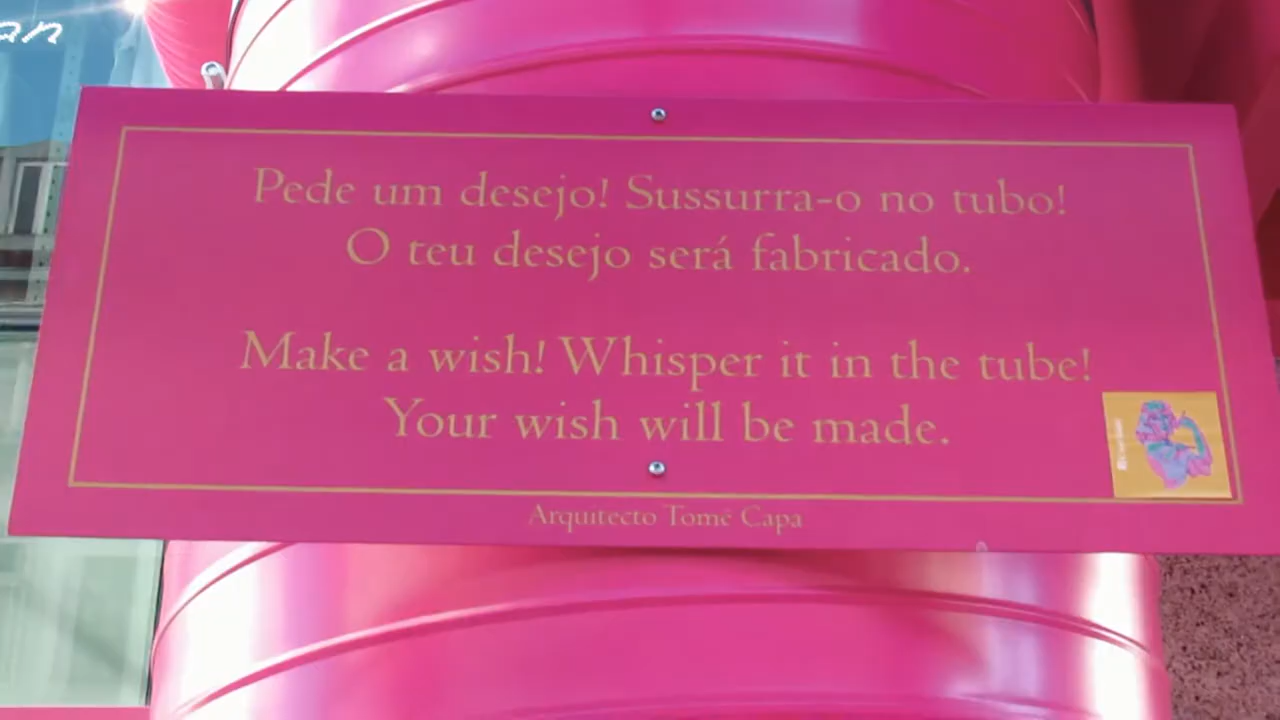 Pede um desejo! Sussurra-o no tubo!
O teu desejo será fabricado.
Make a wish! Whisper it in the tube!
Your wish will be made.
Arquitecto Tomé Capa